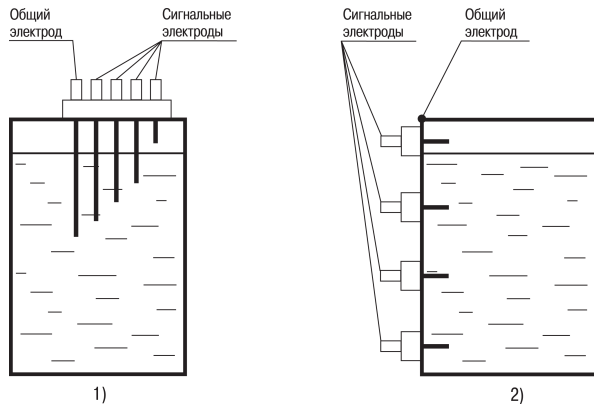 Общий
электрод
Сигнальные
электроды
Сигнальные
электроды
Общий
электрод
1)
2)